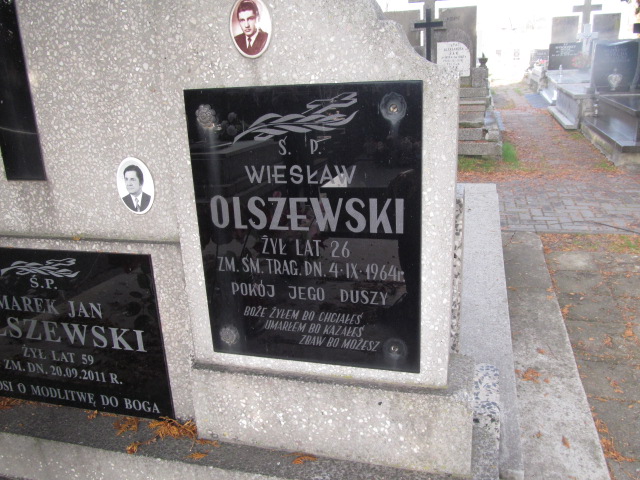 Ś. P.
WIESŁAW
OLSZEWSKI
ŻYŁ LAT 26
ZM. ŚM. TRAG. DN. 4·IX·1964 r.
POKÓJ JEGO DUSZY
BOŻE ŻYŁEM BO CHCIAŁEŚ
UMARŁEM BO KAZAŁEŚ
ZBAW BO MOŻESZ
Ś.P.
MAREK JAN
LSZEWSKI
ŻYŁ LAT 59
ZM. DN. 20.09.2011 R.
OSI O MODLITWĘ DO BOGA